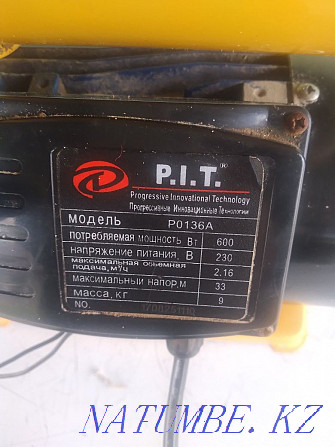 P.I.T.®
Progressive Innovational Technology
Прогрессивные Инновационные Технологии
МОДЕЛЬ P0136A
потребляемая мощность Вт 600
напряжение питания, В 230
максимальная объемная
подача, м³/ч 2.16
максимальный напор, м 33
масса, кг 9
NO.
NATUMBE.KZ